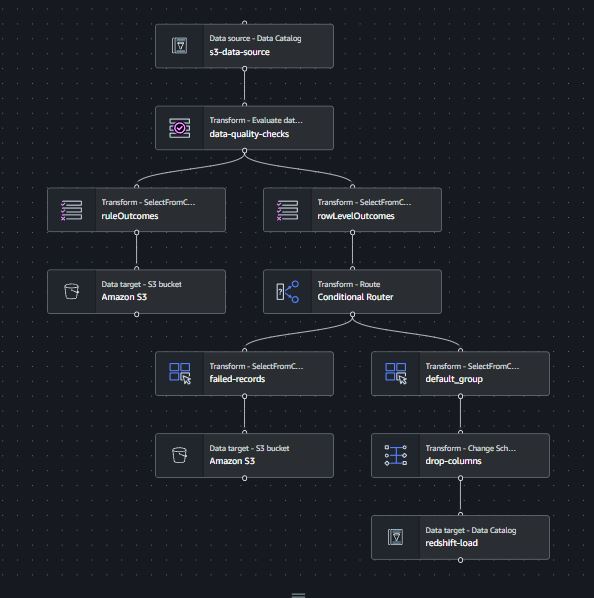 Data source - Data Catalog
s3-data-source
Transform - Evaluate dat...
data-quality-checks
Transform - SelectFromC...
ruleOutcomes
Transform - SelectFromC...
rowLevelOutcomes
Data target - S3 bucket
Amazon S3
Transform - Route
Conditional Router
Transform - SelectFromC...
failed-records
Transform - SelectFromC...
default_group
Data target - S3 bucket
Amazon S3
Transform - Change Sch...
drop-columns
Data target - Data Catalog
redshift-load